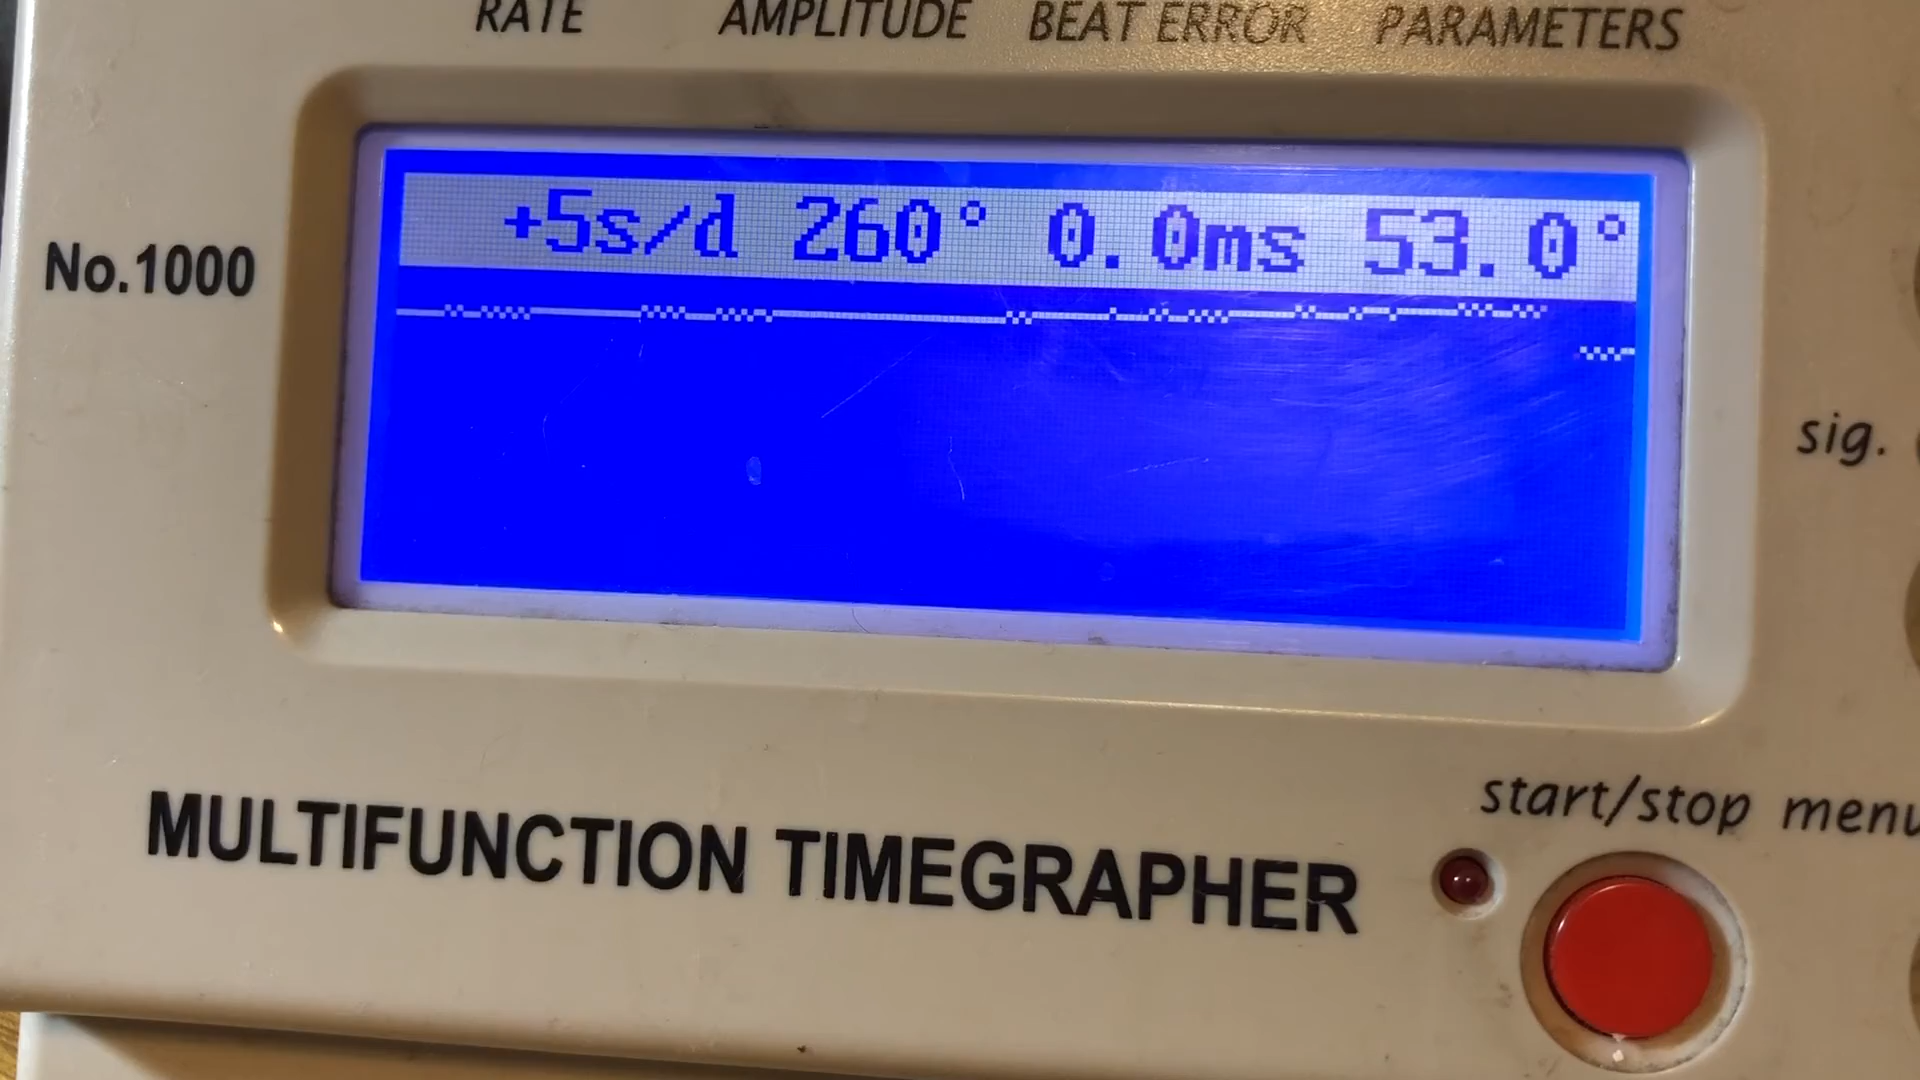 RATE AMPLITUDE BEAT ERROR PARAMETERS
+5s/d 260° 0.0ms 53.0°
No.1000
sig.
start/stop menu
MULTIFUNCTION TIMEGRAPHER